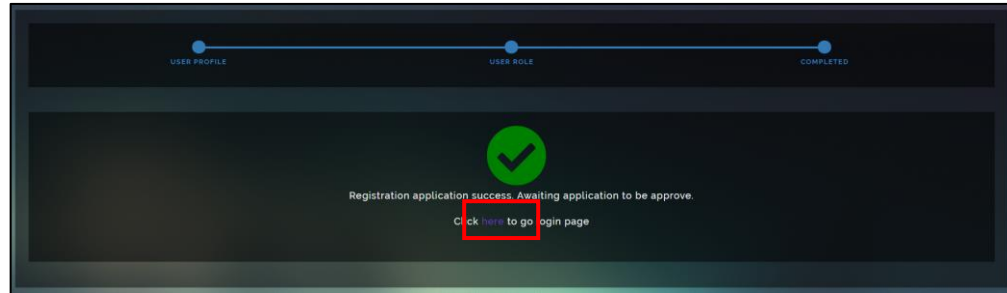 USER PROFILE
USER ROLE
COMPLETED
Registration application success. Awaiting application to be approve.
Click here to go login page